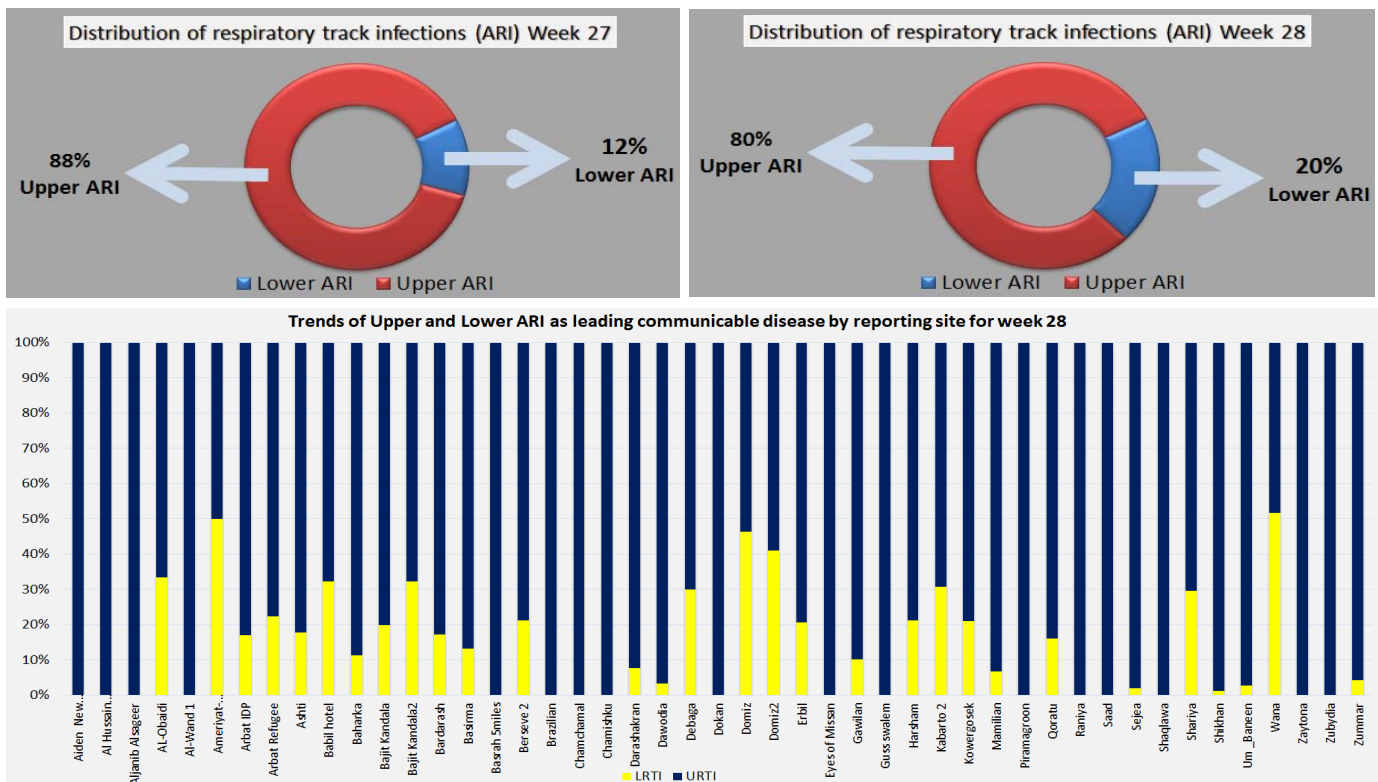 Distribution of respiratory track infections (ARI) Week 27
88%
Upper ARI
12%
Lower ARI
Lower ARI
Upper ARI
Distribution of respiratory track infections (ARI) Week 28
80%
Upper ARI
20%
Lower ARI
Lower ARI
Upper ARI
Trends of Upper and Lower ARI as leading communicable disease by reporting site for week 28
100%
90%
80%
70%
60%
50%
40%
30%
20%
10%
0%
Aiden New...
Al Hussain...
Aljanib Alsageer
AL-Obaidi
Al-Wand 1
Ameriyat-...
Arbat IDP
Arbat Refugee
Ashti
Babil hotel
Baharka
Bajit Kandala
Bajit Kandala2
Bardarash
Basirma
Basrah Smiles
Berseve 2
Brazilian
Chamchamal
Chamishku
Darashakran
Dawodia
Debaga
Dokan
Domiz
Domiz2
Erbil
Eyes of Missan
Gawilan
Gusss swalem
Harsham
Kabarto 2
Kowergosek
Mamilian
Piramagroon
Qoratu
Raniya
Saad
Sejea
Shaqlawa
Shariya
Shikhan
Um_Baneen
Wana
Zaytona
Zubydia
Zummar
LRTI
URTI